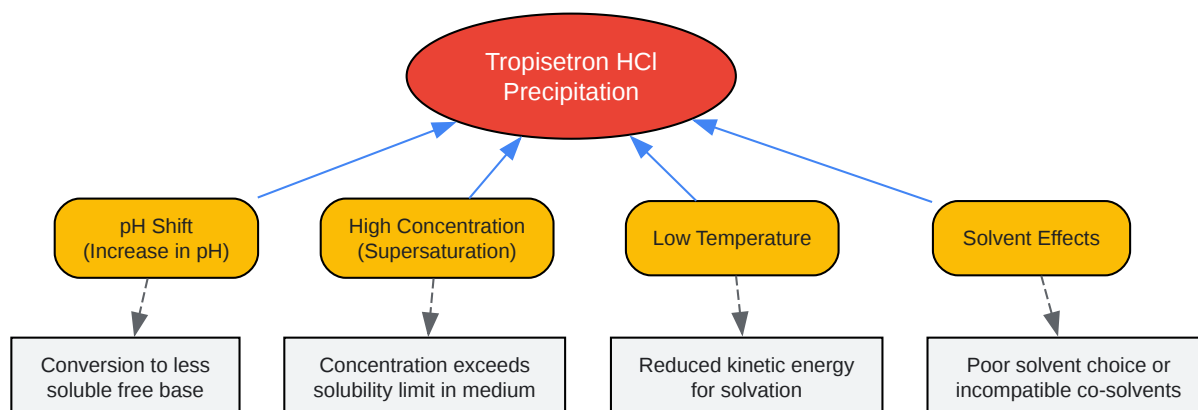 Tropisetron HCl
Precipitation
pH Shift
(Increase in pH)
High Concentration
(Supersaturation)
Low Temperature
Solvent Effects
Conversion to less
soluble free base
Concentration exceeds
solubility limit in medium
Reduced kinetic energy
for solvation
Poor solvent choice or
incompatible co-solvents